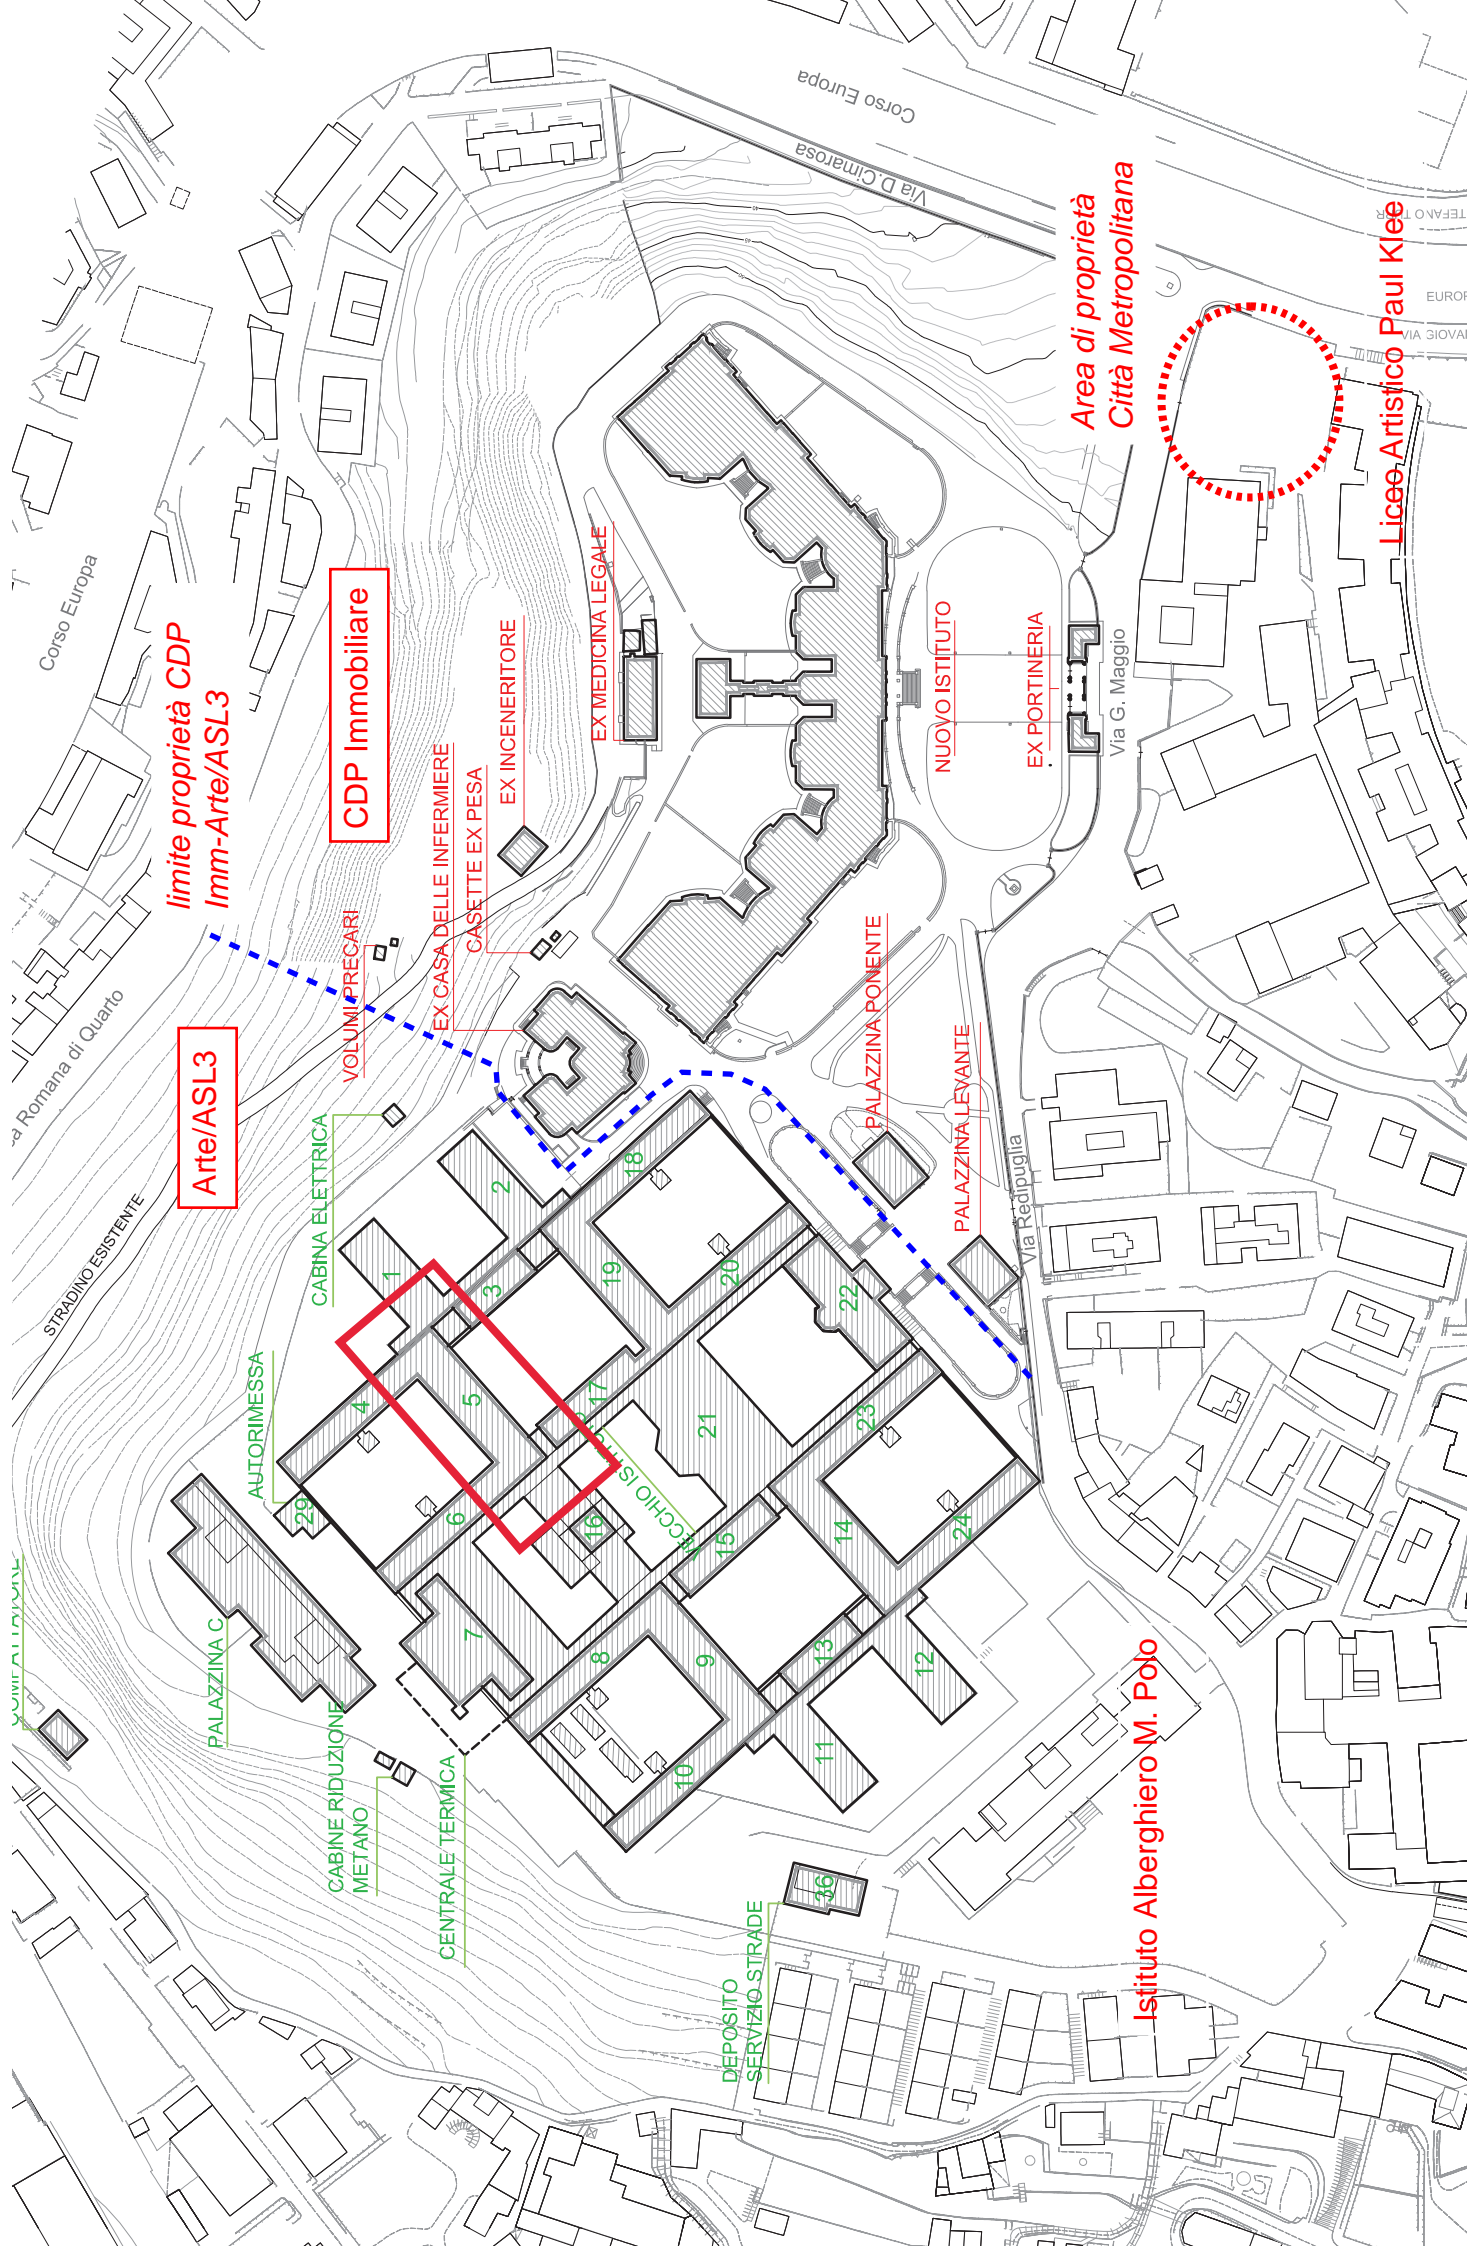 Corso Europa
Via D.Cimarosa
Corso Europa
a Romana di Quarto
limite proprietà CDP
Imm-Arte/ASL3
CDP Immobiliare
Arte/ASL3
Area di proprietà
Città Metropolitana
Liceo Artistico Paul Klee
EUROP
VIA GIOVA
STRADINO ESISTENTE
VOLUMI PRECARI
EX CASA DELLE INFERMIERE
CASETTE EX PESA
EX INCENERITORE
EX MEDICINA LEGALE
NUOVO ISTITUTO
EX PORTINERIA
Via G. Maggio
PALAZZINA PONENTE
PALAZZINA LEVANTE
Via Redipuglia
CABINA ELETTRICA
AUTORIMESSA
PALAZZINA C
CABINE RIDUZIONE
METANO
CENTRALE TERMICA
DEPOSITO
SERVIZIO STRADE
VECCHIO ISTITUTO
Istituto Alberghiero M. Polo
1
2
3
4
5
6
7
8
9
10
11
12
13
14
15
16
17
18
19
20
21
22
23
24
29
36